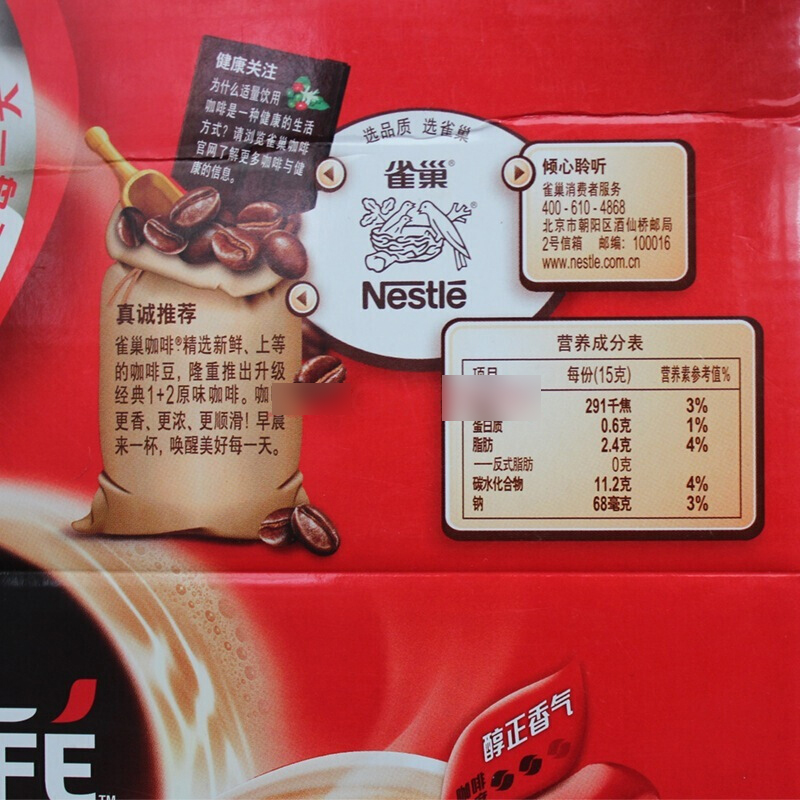 健康关注
为什么适量饮用
咖啡是一种健康的生活
方式?请浏览雀巢咖啡
官网了解更多咖啡与健
康的信息。
选品质 选雀巢
雀巢®
Nestlé
倾心聆听
雀巢消费者服务
400 - 610 - 4868
北京市朝阳区酒仙桥邮局
2号信箱 邮编: 100016
www.nestle.com.cn
真诚推荐
雀巢咖啡®精选新鲜、上等
的咖啡豆,隆重推出升级
经典1+2原味咖啡。咖
更香、更浓、更顺滑!早晨
来一杯,唤醒美好每一天。
营养成分表
项目 每份(15克) 营养素参考值%
291千焦 3%
蛋白质 0.6克 1%
脂肪 2.4克 4%
——反式脂肪 0克
碳水化合物 11.2克 4%
钠 68毫克 3%
醇正香气
FÉ™